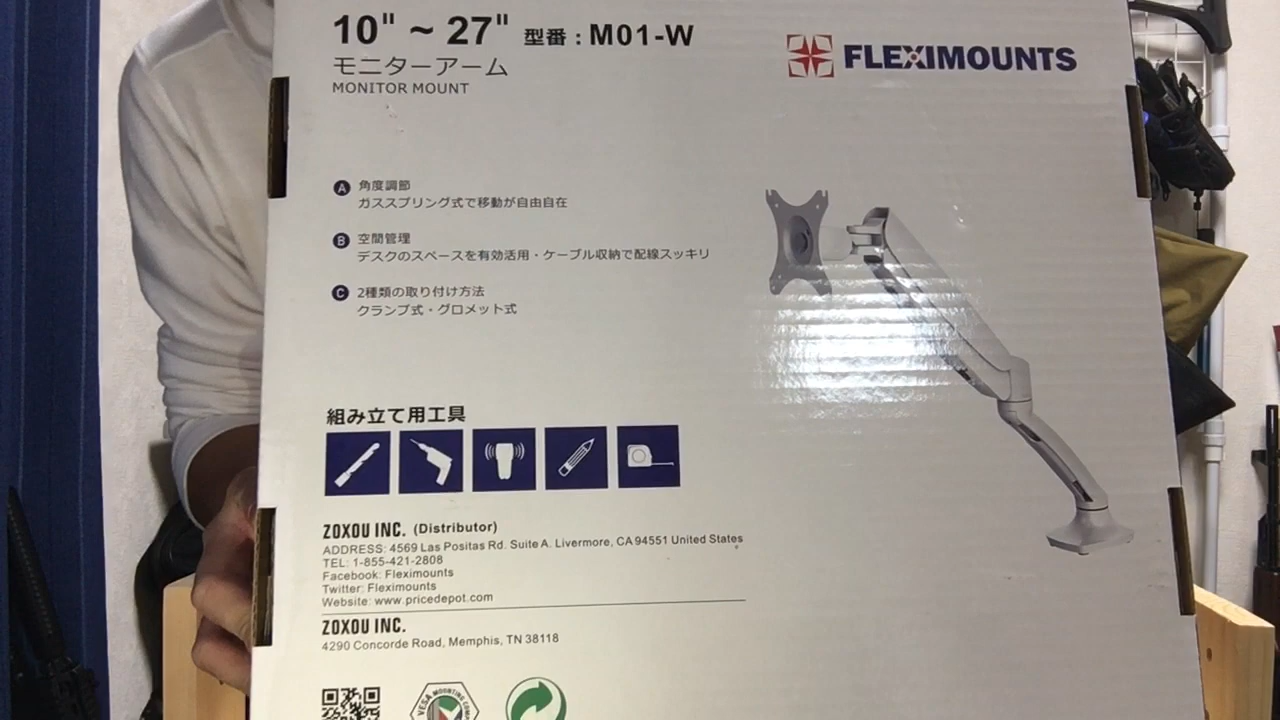 10" ~ 27" 型番 : M01-W
モニターアーム
MONITOR MOUNT
FLEXIMOUNTS
A 角度調節
ガススプリング式で移動が自由自在
B 空間管理
デスクのスペースを有効活用・ケーブル収納で配線スッキリ
C 2種類の取り付け方法
クランプ式・グロメット式
組み立て用工具
ZOXOU INC. (Distributor)
ADDRESS: 4569 Las Positas Rd. Suite A. Livermore, CA 94551 United States
TEL: 1-855-421-2808
Facebook: Fleximounts
Twitter: Fleximounts
Website: www.pricedepot.com
ZOXOU INC.
4290 Concorde Road, Memphis, TN 38118